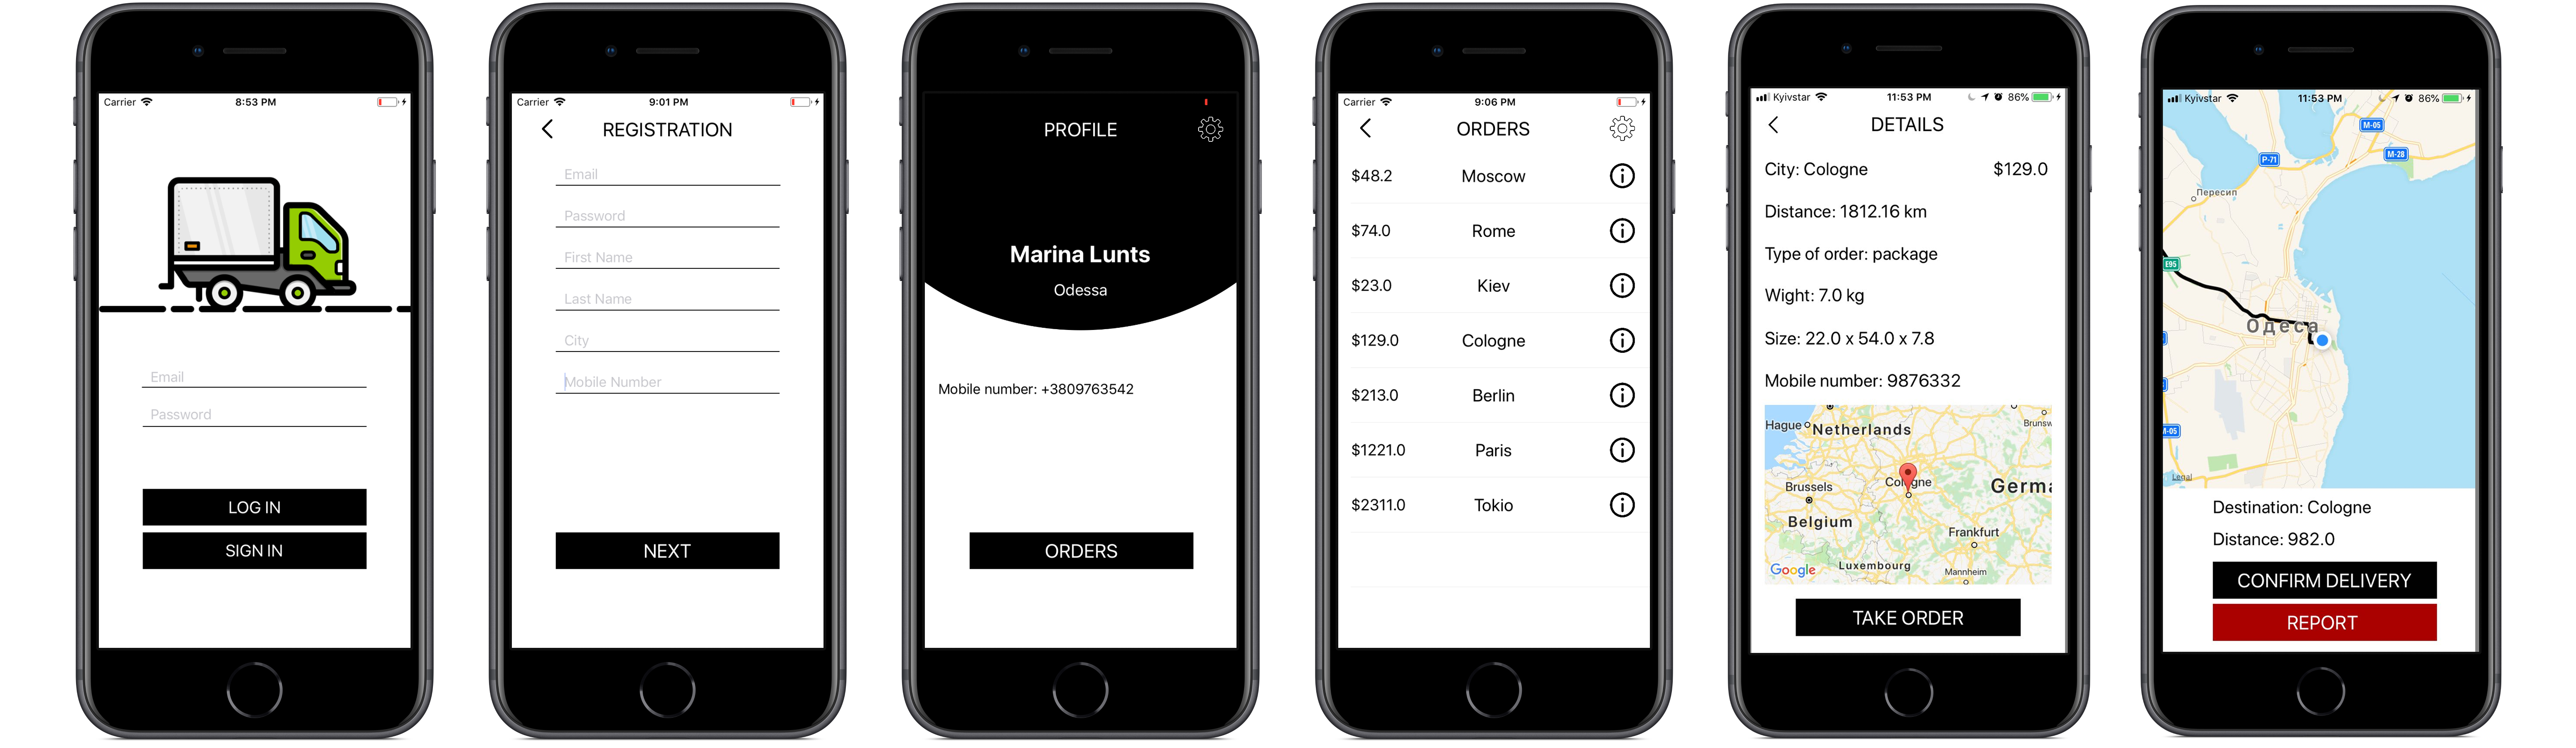 Carrier 8:53 PM
Email
Password
LOG IN
SIGN IN
Carrier 9:01 PM
REGISTRATION
Email
Password
First Name
Last Name
City
Mobile Number
NEXT
PROFILE
Marina Lunts
Odessa
Mobile number: +3809763542
ORDERS
Carrier 9:06 PM
ORDERS
$48.2 Moscow
$74.0 Rome
$23.0 Kiev
$129.0 Cologne
$213.0 Berlin
$1221.0 Paris
$2311.0 Tokio
Kyivstar 11:53 PM 86%
DETAILS
City: Cologne $129.0
Distance: 1812.16 km
Type of order: package
Wight: 7.0 kg
Size: 22.0 x 54.0 x 7.8
Mobile number: 9876332
Hague Netherlands Brunsw
Brussels Cologne Germa
Belgium
Frankfurt
Luxembourg
Mannheim
Google
TAKE ORDER
Kyivstar 11:53 PM 86%
M-05
P-71 M-28
Пересип
E95
Одеса
M-05
Legal
Destination: Cologne
Distance: 982.0
CONFIRM DELIVERY
REPORT